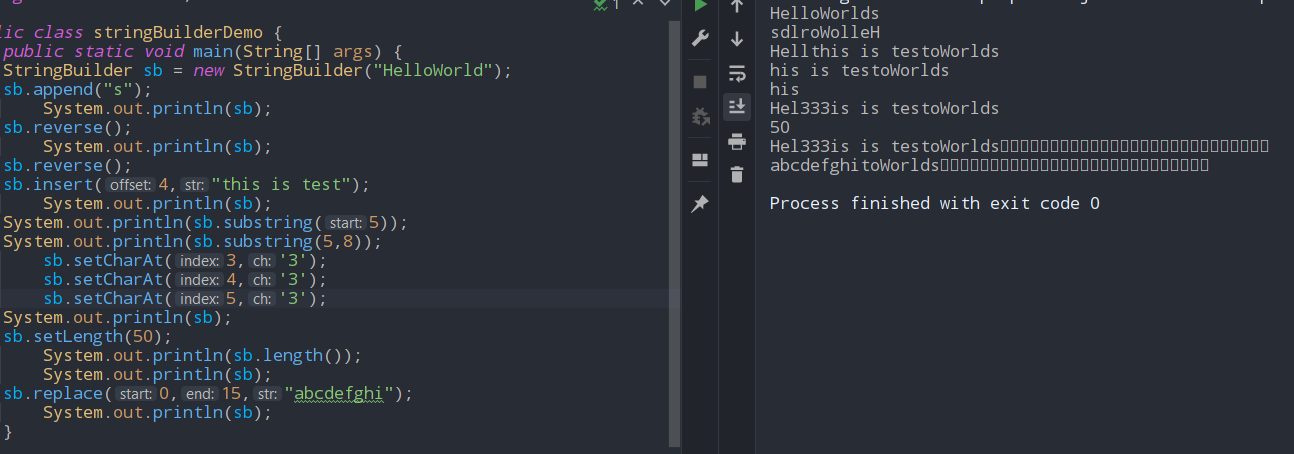 1
lic class stringBuilderDemo {
public static void main(String[] args) {
StringBuilder sb = new StringBuilder("HelloWorld");
sb.append("s");
System.out.println(sb);
sb.reverse();
System.out.println(sb);
sb.reverse();
sb.insert( offset: 4, str: "this is test");
System.out.println(sb);
System.out.println(sb.substring( start: 5));
System.out.println(sb.substring(5,8));
sb.setCharAt( index: 3, ch: '3');
sb.setCharAt( index: 4, ch: '3');
sb.setCharAt( index: 5, ch: '3');
System.out.println(sb);
sb.setLength(50);
System.out.println(sb.length());
System.out.println(sb);
sb.replace( start: 0, end: 15, str: "abcdefghi");
System.out.println(sb);
}
HelloWorlds
sdlroWolleH
Hellthis is testoWorlds
his is testoWorlds
his
Hel333is is testoWorlds
50
Hel333is is testoWorlds▯▯▯▯▯▯▯▯▯▯▯▯▯▯▯▯▯▯▯▯▯▯▯▯▯▯▯
abcdefghitoWorlds▯▯▯▯▯▯▯▯▯▯▯▯▯▯▯▯▯▯▯▯▯▯▯▯▯▯▯
Process finished with exit code 0